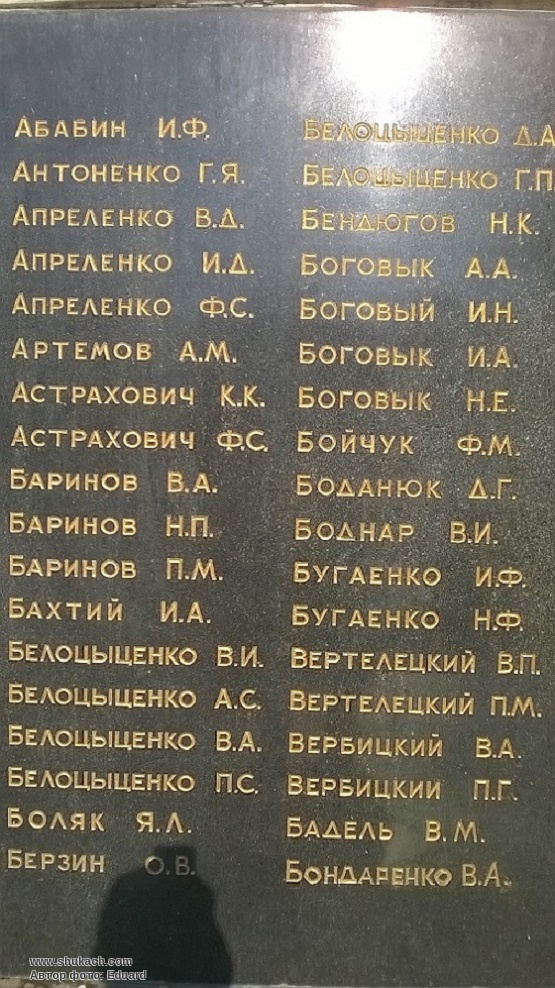 Абабин И.Ф.
Антоненко Г.Я.
Апреленко В.Д.
Апреленко И.Д.
Апреленко Ф.С.
Артемов А.М.
Астрахович К.К.
Астрахович Ф.С.
Баринов В.А.
Баринов Н.П.
Баринов П.М.
Бахтий И.А.
Белоцыценко В.И.
Белоцыценко А.С.
Белоцыценко В.А.
Белоцыценко П.С.
Боляк Я.Л.
Берзин О.В.
Белоцыценко Д.А
Белоцыценко Г.П
Бендюгов Н.К.
Боговык А.А.
Боговый И.Н.
Боговык И.А.
Боговык Н.Е.
Бойчук Ф.М.
Боданюк Д.Г.
Боднар В.И.
Бугаенко И.Ф.
Бугаенко Н.Ф.
Вертелецкий В.П.
Вертелецкий П.М.
Вербицкий В.А.
Вербицкий П.Г.
Бадель В.М.
Бондаренко В.А.
www.shukach.com
Автор фото: Eduard